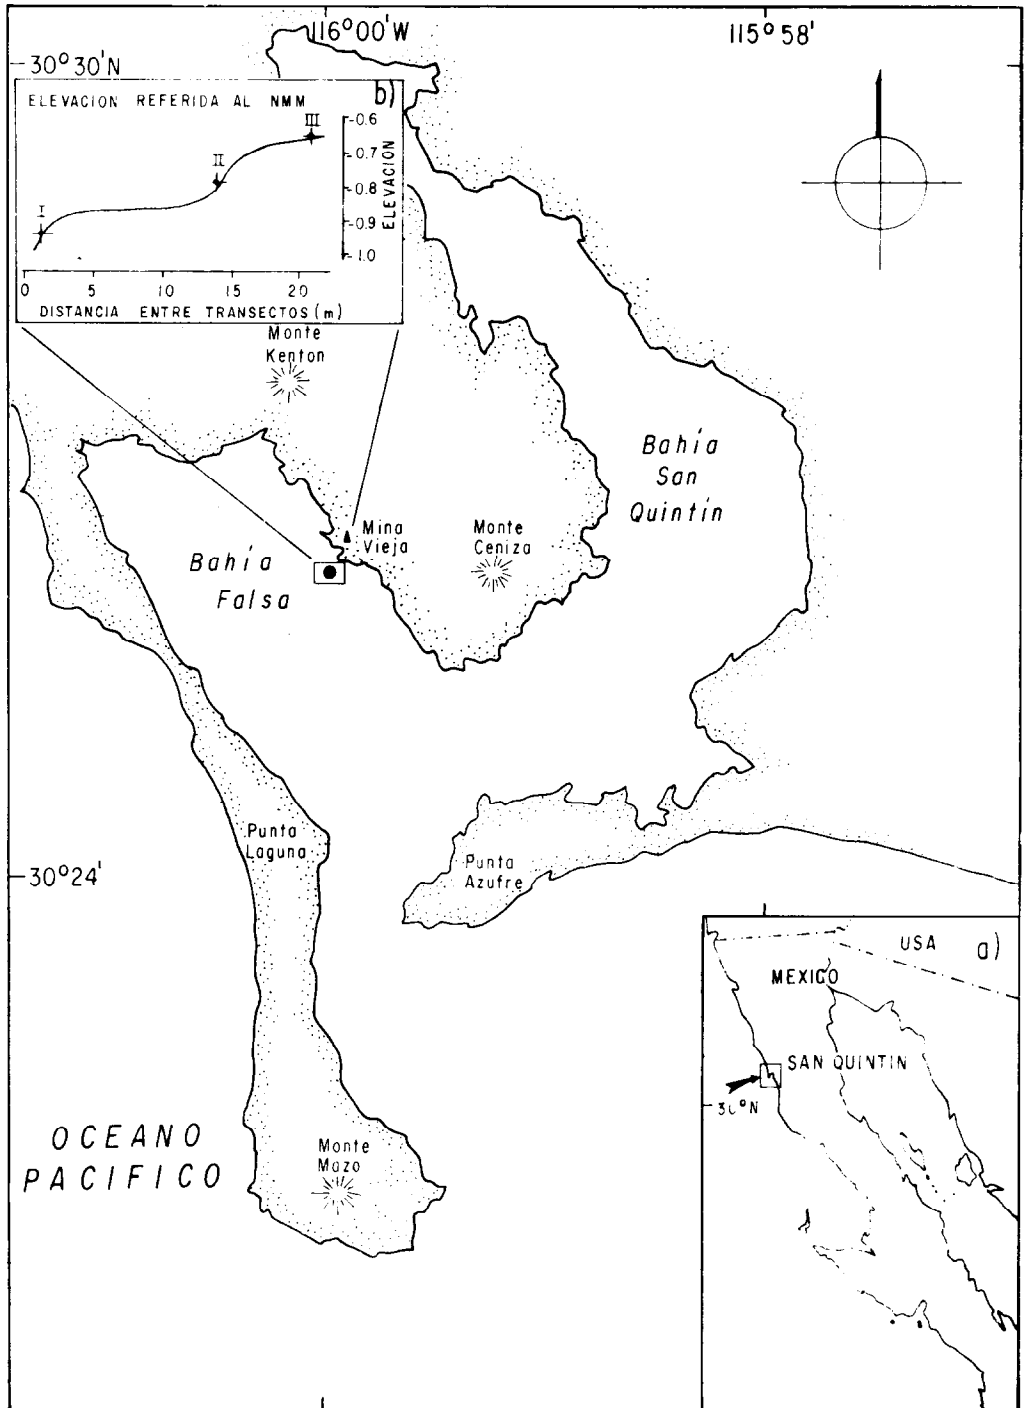 116°00'W
115°58'
30°30'N
ELEVACION REFERIDA AL NMM
b)
III
II
I
-0.6
-0.7
-0.8
-0.9
-1.0
ELEVACION
0 5 10 15 20
DISTANCIA ENTRE TRANSECTOS (m)
Monte
Kenton
Bahía
San
Quintín
Mina
Vieja
Monte
Ceniza
Bahía
Falsa
Punta
Laguna
30°24'
Punta
Azufre
USA
a)
MEXICO
SAN QUINTIN
30°N
OCEANO
PACIFICO
Monte
Mazo